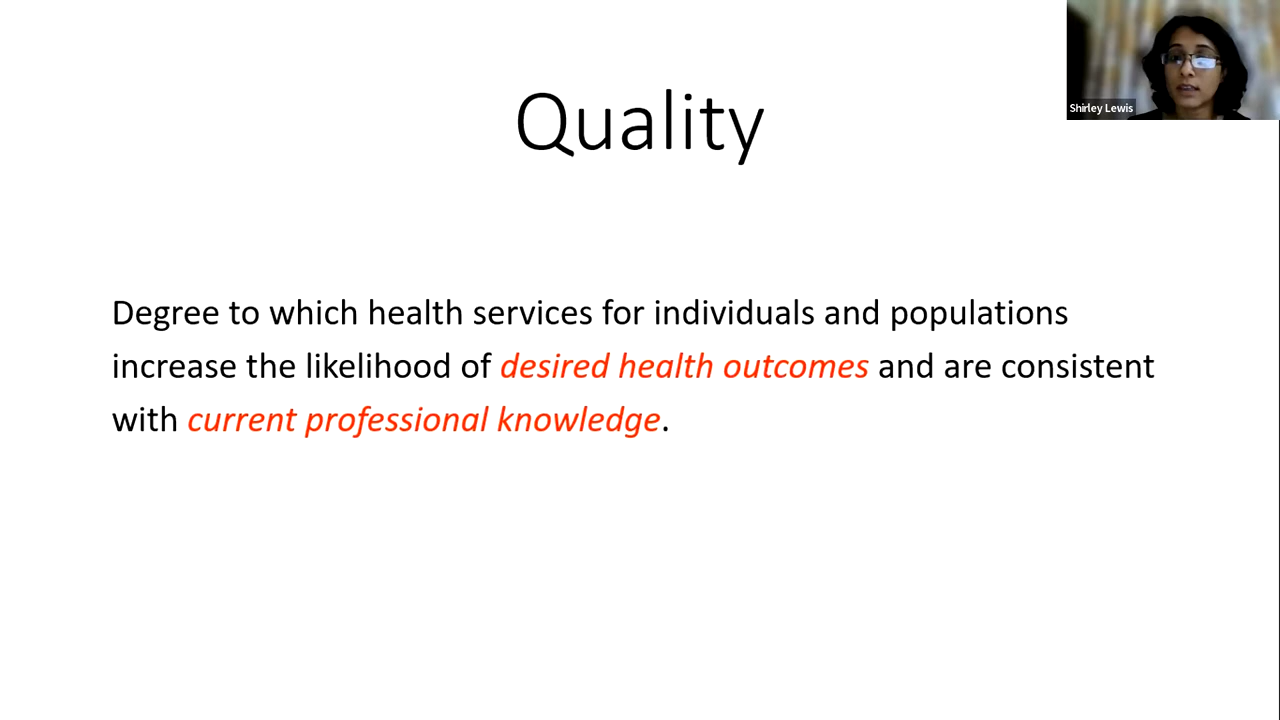 Quality
Shirley Lewis
Degree to which health services for individuals and populations
increase the likelihood of desired health outcomes and are consistent
with current professional knowledge.